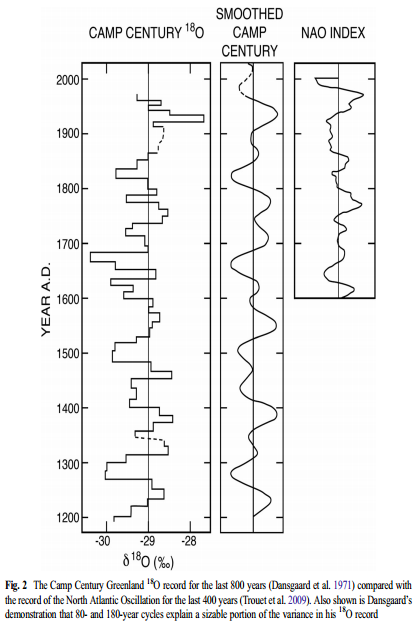 CAMP CENTURY ¹⁸O
SMOOTHED
CAMP
CENTURY
NAO INDEX
2000
1900
1800
1700
1600
1500
1400
1300
1200
YEAR A.D.
-30
-29
-28
δ¹⁸O (‰)
Fig. 2 The Camp Century Greenland ¹⁸O record for the last 800 years (Dansgaard et al. 1971) compared with
the record of the North Atlantic Oscillation for the last 400 years (Trouet et al. 2009). Also shown is Dansgaard's
demonstration that 80- and 180-year cycles explain a sizable portion of the variance in his ¹⁸O record